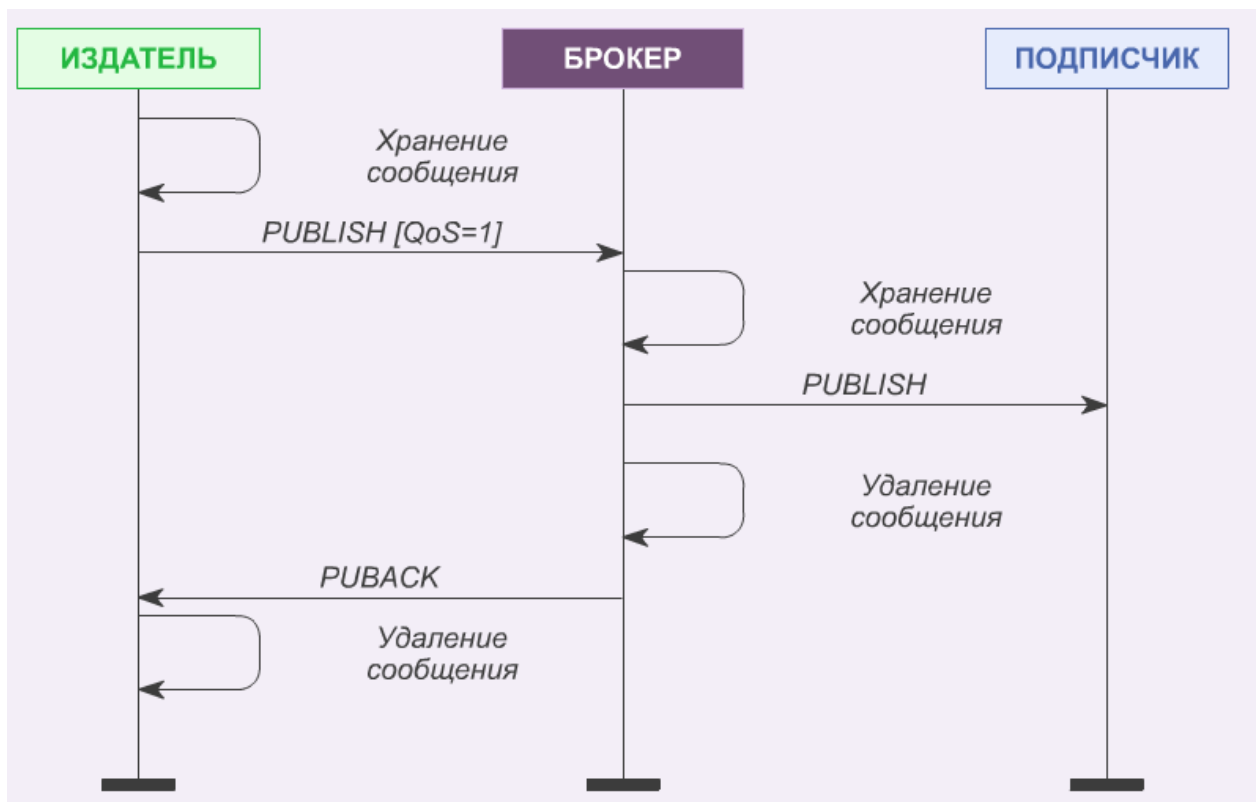 ИЗДАТЕЛЬ
БРОКЕР
ПОДПИСЧИК
Хранение
сообщения
PUBLISH [QoS=1]
Хранение
сообщения
PUBLISH
Удаление
сообщения
PUBACK
Удаление
сообщения